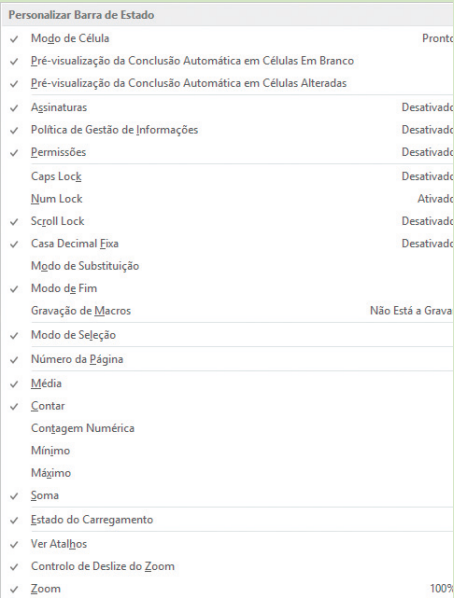 Personalizar Barra de Estado
✓ Modo de Célula Pronto
✓ Pré-visualização da Conclusão Automática em Células Em Branco
✓ Pré-visualização da Conclusão Automática em Células Alteradas
✓ Assinaturas Desativado
✓ Política de Gestão de Informações Desativado
✓ Permissões Desativado
Caps Lock Desativado
Num Lock Ativado
✓ Scroll Lock Desativado
✓ Casa Decimal Fixa Desativado
Modo de Substituição
✓ Modo de Fim
Gravação de Macros Não Está a Grava
✓ Modo de Seleção
✓ Número da Página
✓ Média
✓ Contar
Contagem Numérica
Mínimo
Máximo
✓ Soma
✓ Estado do Carregamento
✓ Ver Atalhos
✓ Controlo de Deslize do Zoom
✓ Zoom 100%